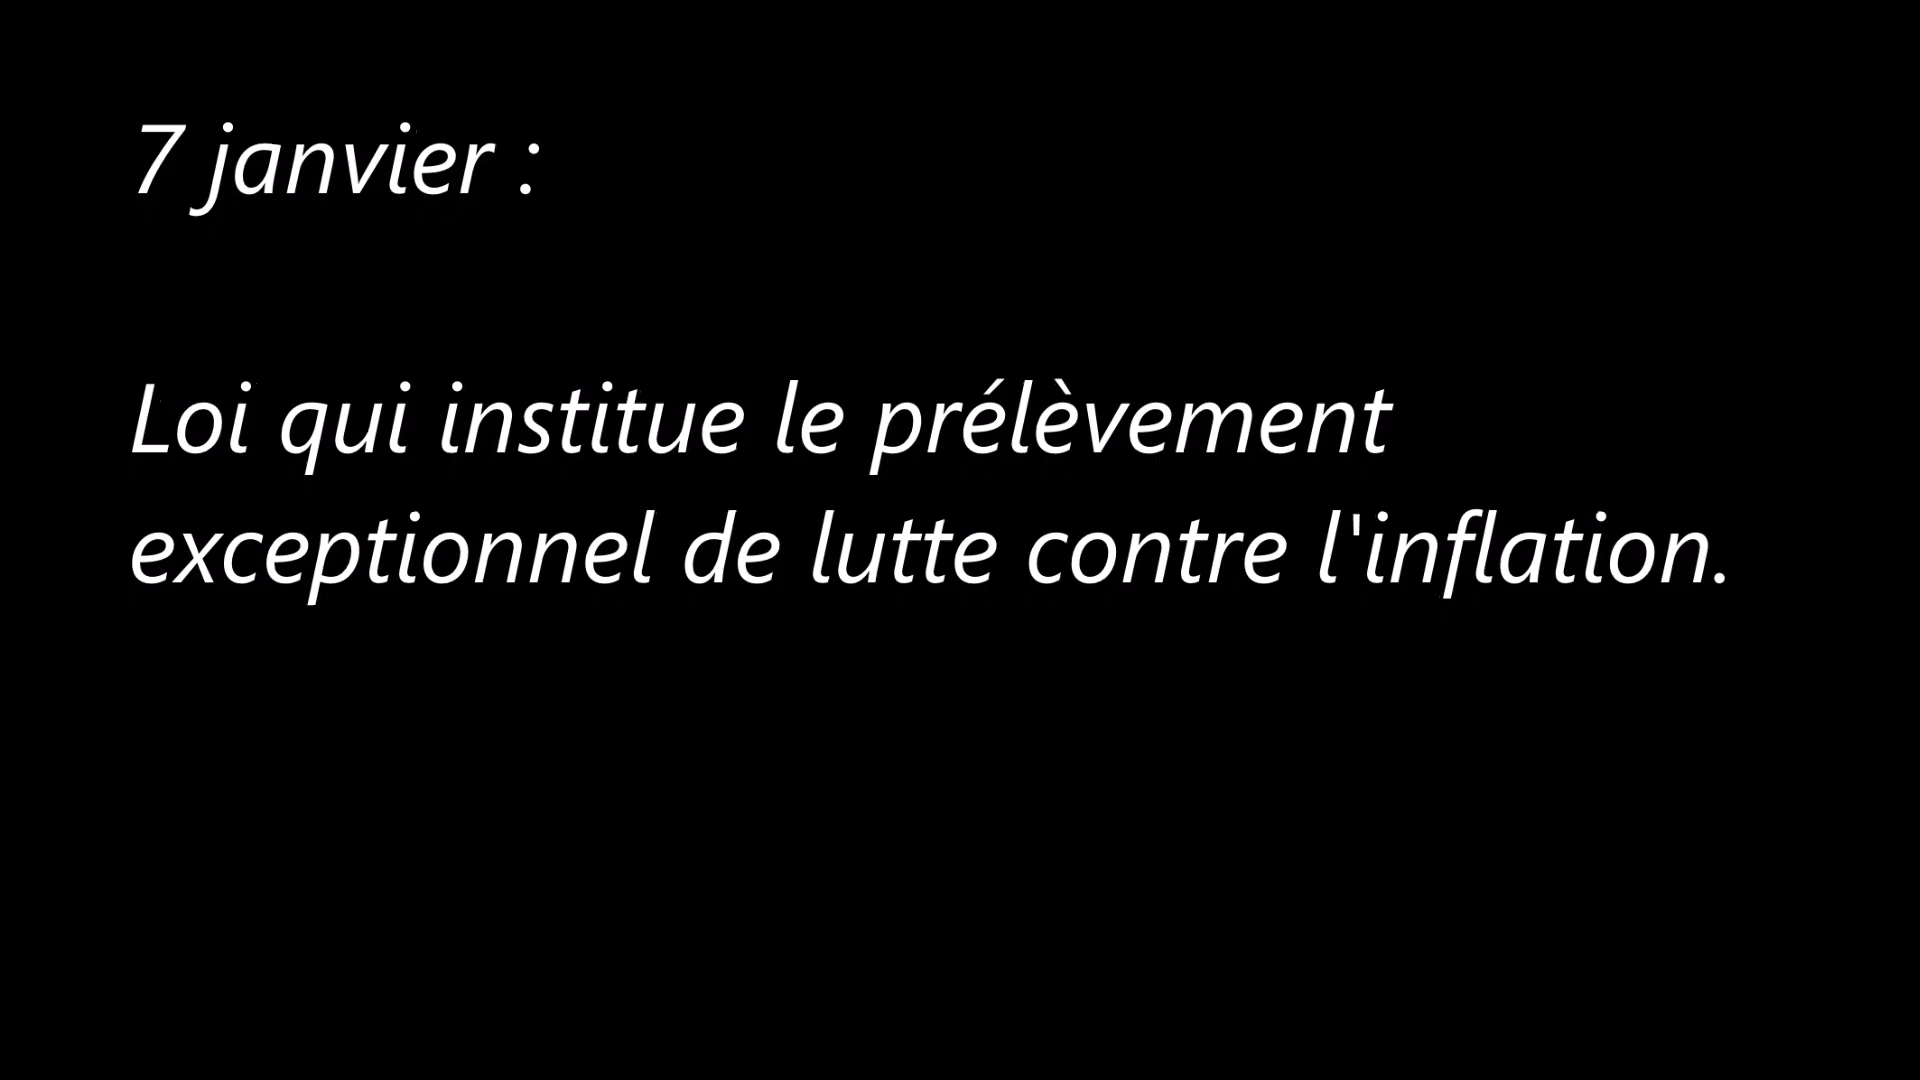 7 janvier :
Loi qui institue le prélèvement
exceptionnel de lutte contre l'inflation.